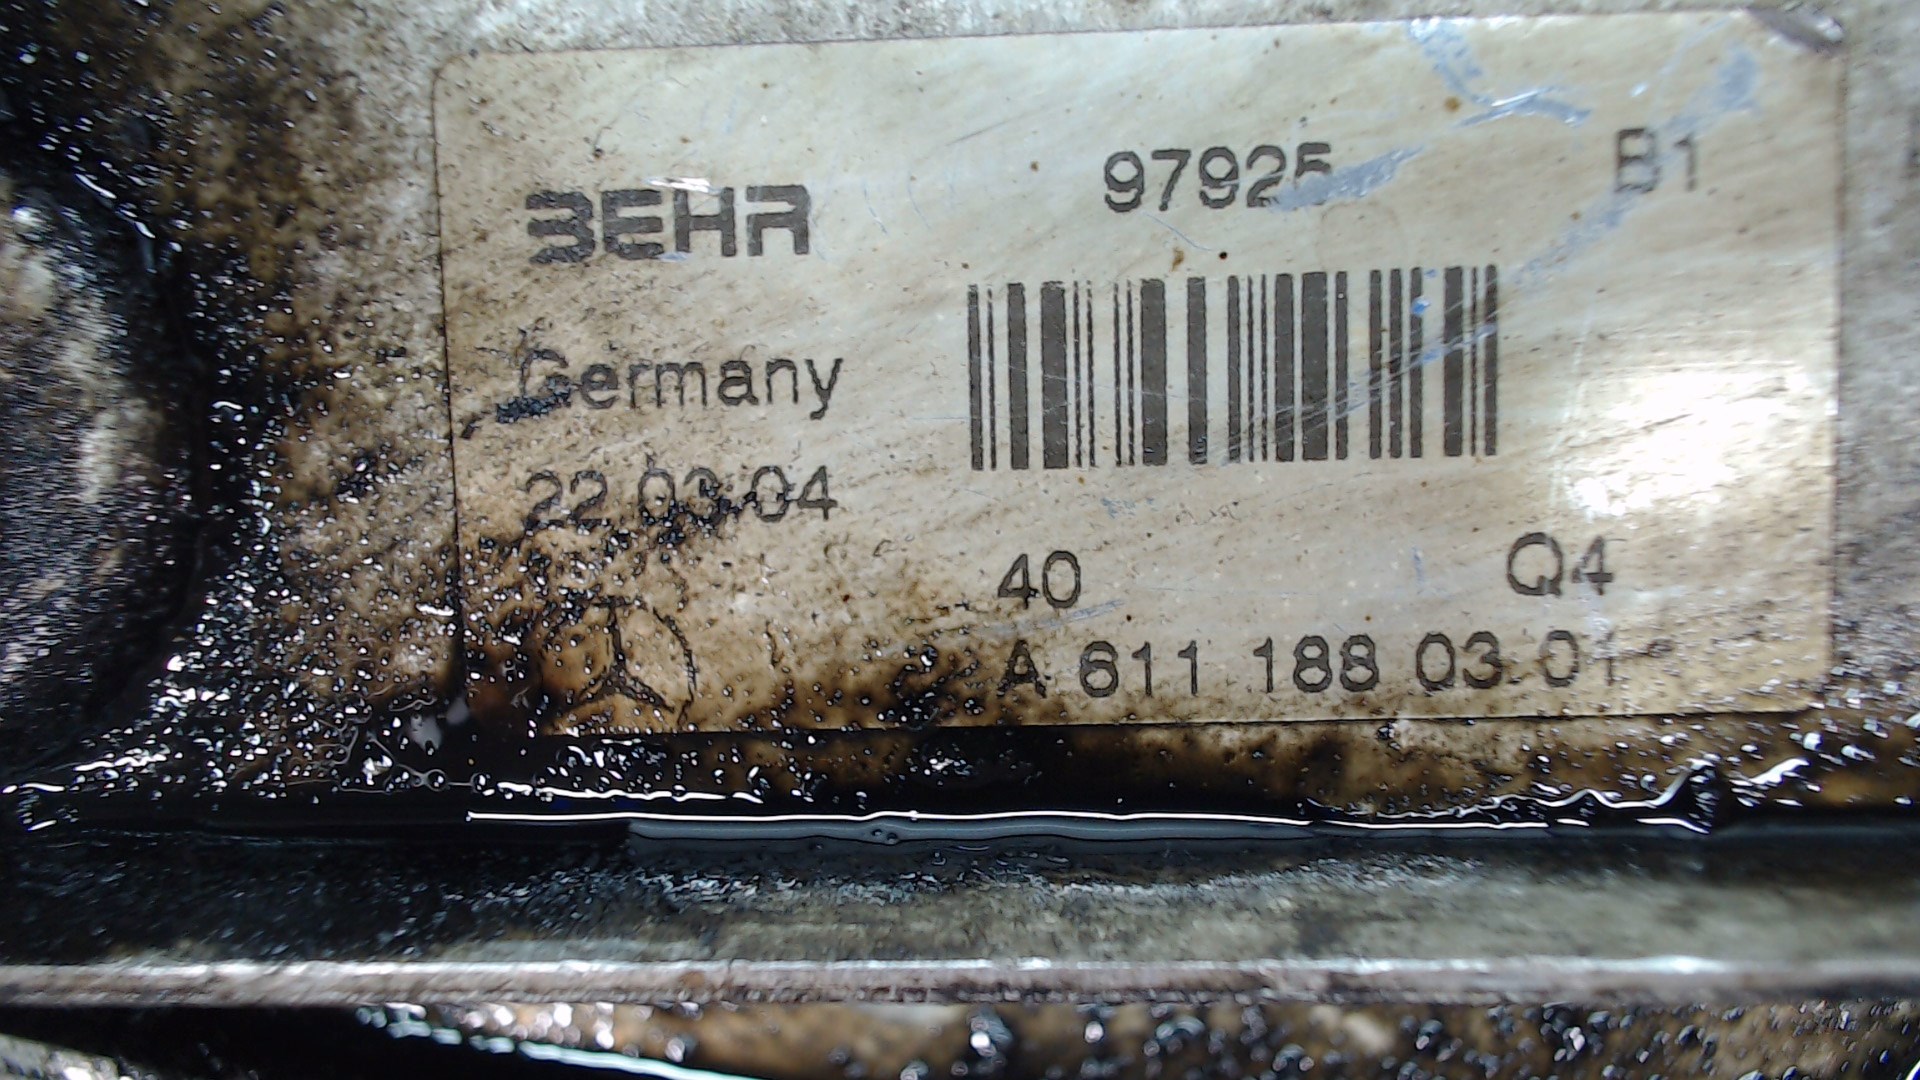 BEHR
97925 B1
Germany
22.03.04
40 Q4
A 611 188 03 01